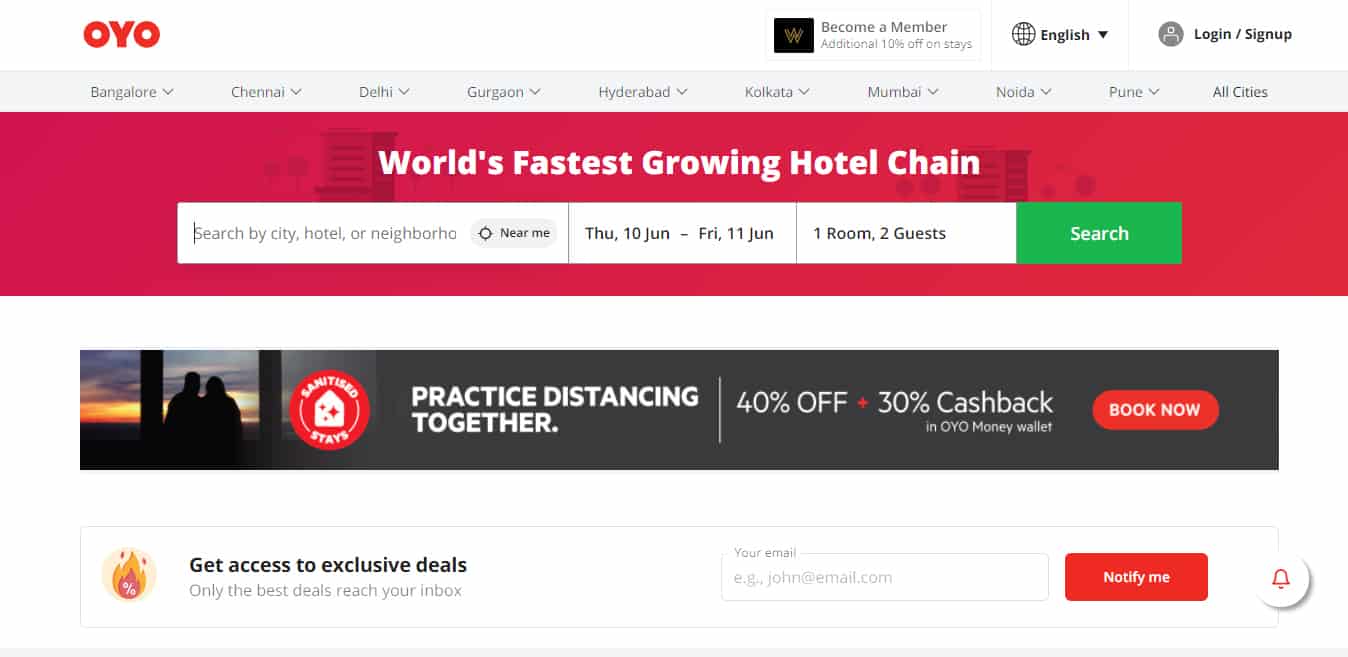 OYO
W
Become a Member
Additional 10% off on stays
English
Login / Signup
Bangalore
Chennai
Delhi
Gurgaon
Hyderabad
Kolkata
Mumbai
Noida
Pune
All Cities
World's Fastest Growing Hotel Chain
Search by city, hotel, or neighborho
Near me
Thu, 10 Jun – Fri, 11 Jun
1 Room, 2 Guests
Search
SANITISED
STAYS
PRACTICE DISTANCING
TOGETHER.
40% OFF + 30% Cashback
in OYO Money wallet
BOOK NOW
%
Get access to exclusive deals
Only the best deals reach your inbox
Your email
e.g., john@email.com
Notify me